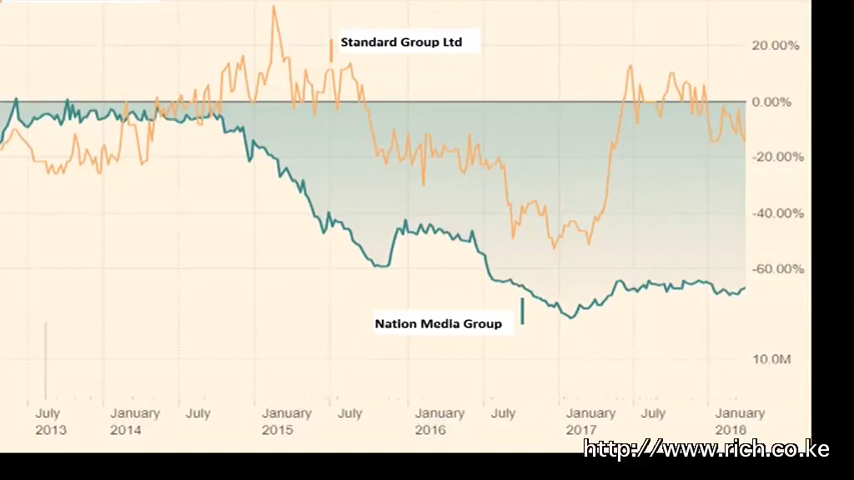 Standard Group Ltd
20.00%
0.00%
-20.00%
-40.00%
-60.00%
Nation Media Group
10.0M
July January July January July January July January July January
2013 2014 2015 2016 2017 2018
http://www.rich.co.ke